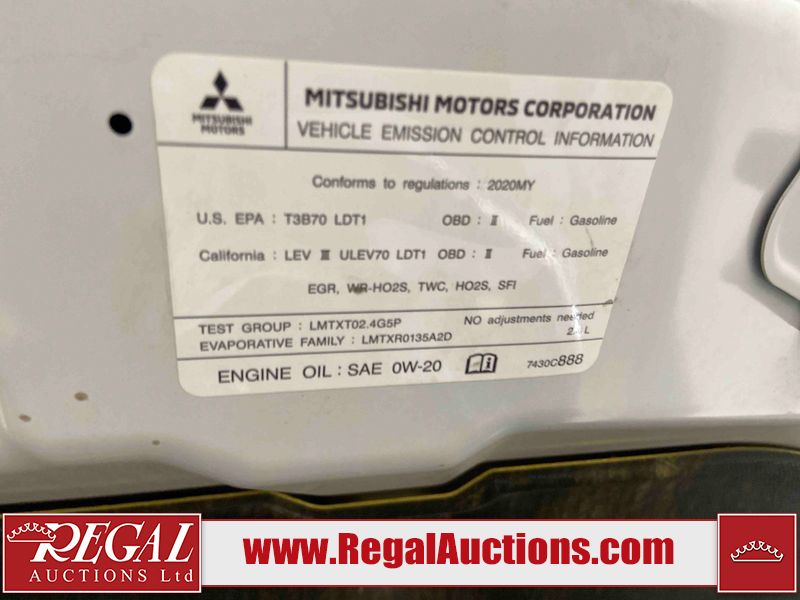 MITSUBISHI
MOTORS
MITSUBISHI MOTORS CORPORATION
VEHICLE EMISSION CONTROL INFORMATION
Conforms to regulations : 2020MY
U.S. EPA : T3B70 LDT1 OBD : II Fuel : Gasoline
California : LEV III ULEV70 LDT1 OBD : II Fuel : Gasoline
EGR, WR-HO2S, TWC, HO2S, SFI
TEST GROUP : LMTXT02.4G5P NO adjustments needed
EVAPORATIVE FAMILY : LMTXR0135A2D 2.4L
ENGINE OIL : SAE 0W-20 7430C888
REGAL
AUCTIONS Ltd
www.RegalAuctions.com